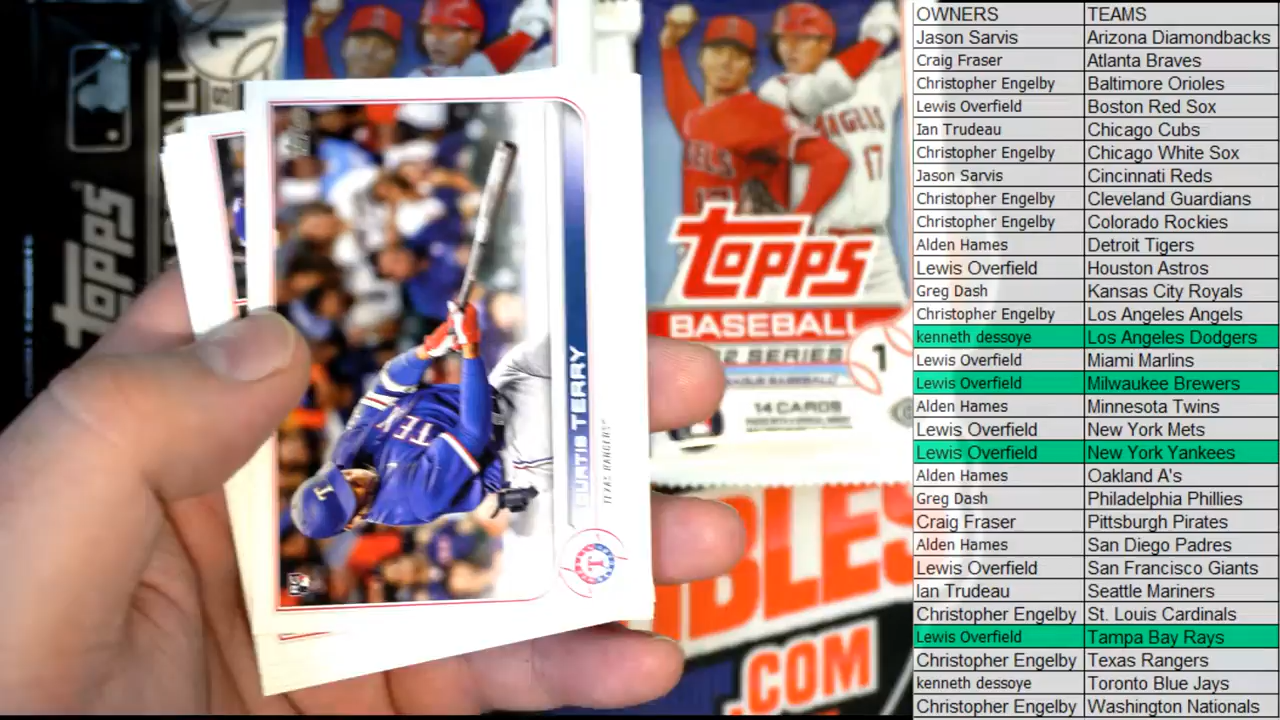 OWNERS TEAMS
Jason Sarvis Arizona Diamondbacks
Craig Fraser Atlanta Braves
Christopher Engelby Baltimore Orioles
Lewis Overfield Boston Red Sox
Ian Trudeau Chicago Cubs
Christopher Engelby Chicago White Sox
Jason Sarvis Cincinnati Reds
Christopher Engelby Cleveland Guardians
Christopher Engelby Colorado Rockies
Alden Hames Detroit Tigers
Lewis Overfield Houston Astros
Greg Dash Kansas City Royals
Christopher Engelby Los Angeles Angels
kenneth dessoye Los Angeles Dodgers
Lewis Overfield Miami Marlins
Lewis Overfield Milwaukee Brewers
Alden Hames Minnesota Twins
Lewis Overfield New York Mets
Lewis Overfield New York Yankees
Alden Hames Oakland A's
Greg Dash Philadelphia Phillies
Craig Fraser Pittsburgh Pirates
Alden Hames San Diego Padres
Lewis Overfield San Francisco Giants
Ian Trudeau Seattle Mariners
Christopher Engelby St. Louis Cardinals
Lewis Overfield Tampa Bay Rays
Christopher Engelby Texas Rangers
kenneth dessoye Toronto Blue Jays
Christopher Engelby Washington Nationals
topps
BASEBALL
SERIES 1
14 CARDS
17
CURTIS TERRY
TEXAS RANGERS
T
TEX
topps
BLES
.COM